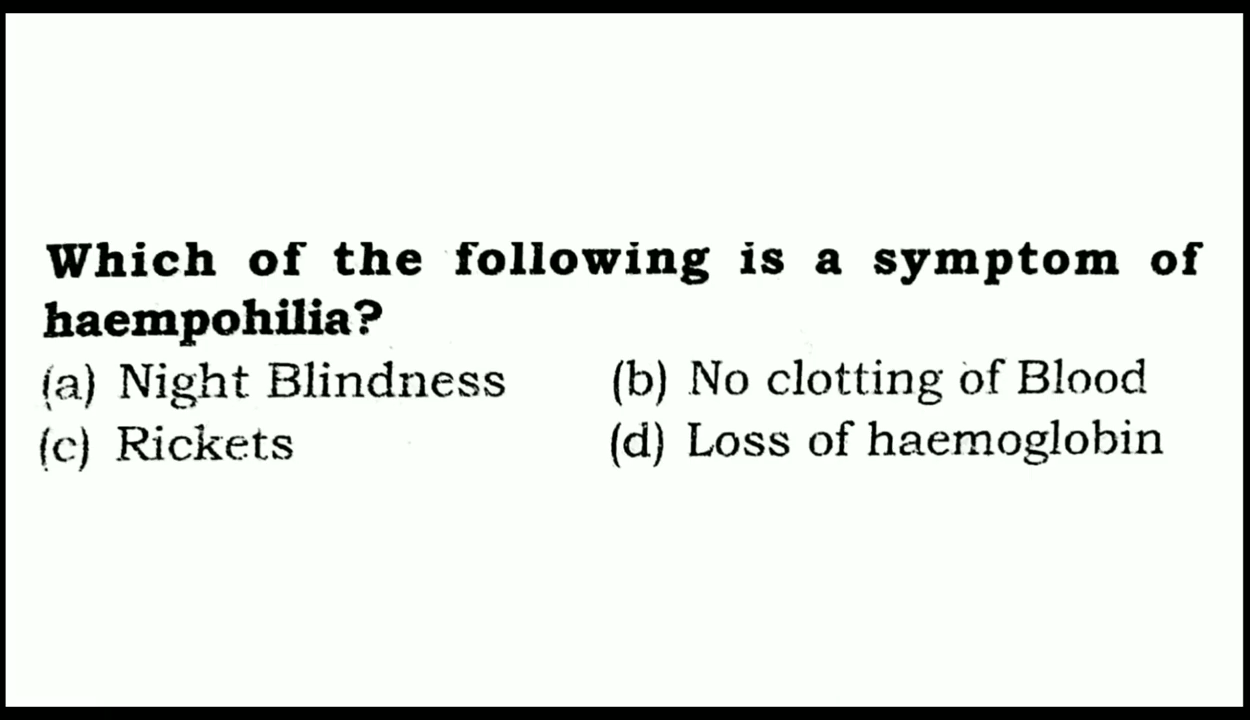 Which of the following is a symptom of
haempohilia?
(a) Night Blindness (b) No clotting of Blood
(c) Rickets (d) Loss of haemoglobin